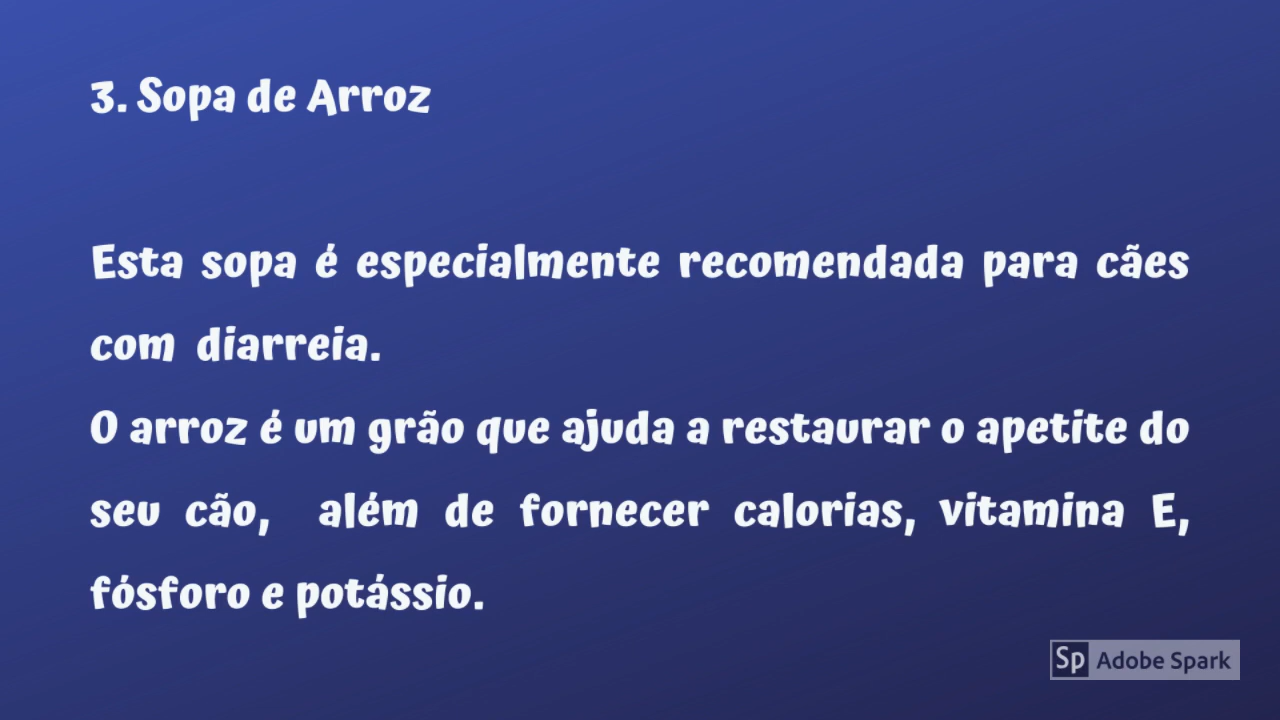 3. Sopa de Arroz
Esta sopa é especialmente recomendada para cães
com diarreia.
O arroz é um grão que ajuda a restaurar o apetite do
seu cão, além de fornecer calorias, vitamina E,
fósforo e potássio.
Sp Adobe Spark